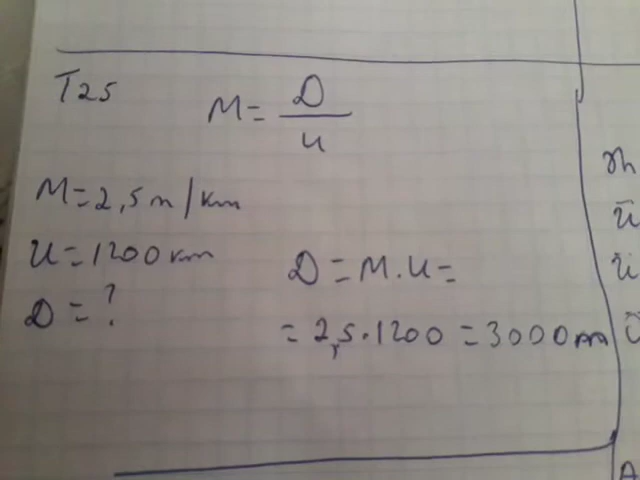 T25
M = D / u
M = 2,5 m/km
u = 1200 km
D = ?
D = M · u =
= 2,5 · 1200 = 3000 m